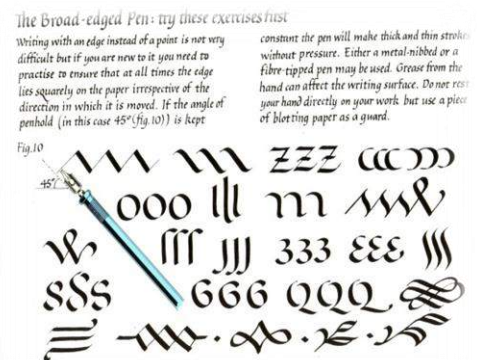 The Broad-edged Pen: try these exercises first
Writing with an edge instead of a point is not very
difficult but if you are new to it you need to
practise to ensure that at all times the edge
lies squarely on the paper irrespective of the
direction in which it is moved. If the angle of
penhold (in this case 45° (fig.10)) is kept
constant the pen will make thick and thin stroke
without pressure. Either a metal-nibbed or a
fibre-tipped pen may be used. Grease from the
hand can affect the writing surface. Do not rest
your hand directly on your work but use a piece
of blotting paper as a guard.
Fig.10
45°
zzz
ooo lll m
333 εεε
sss 666 QQQ